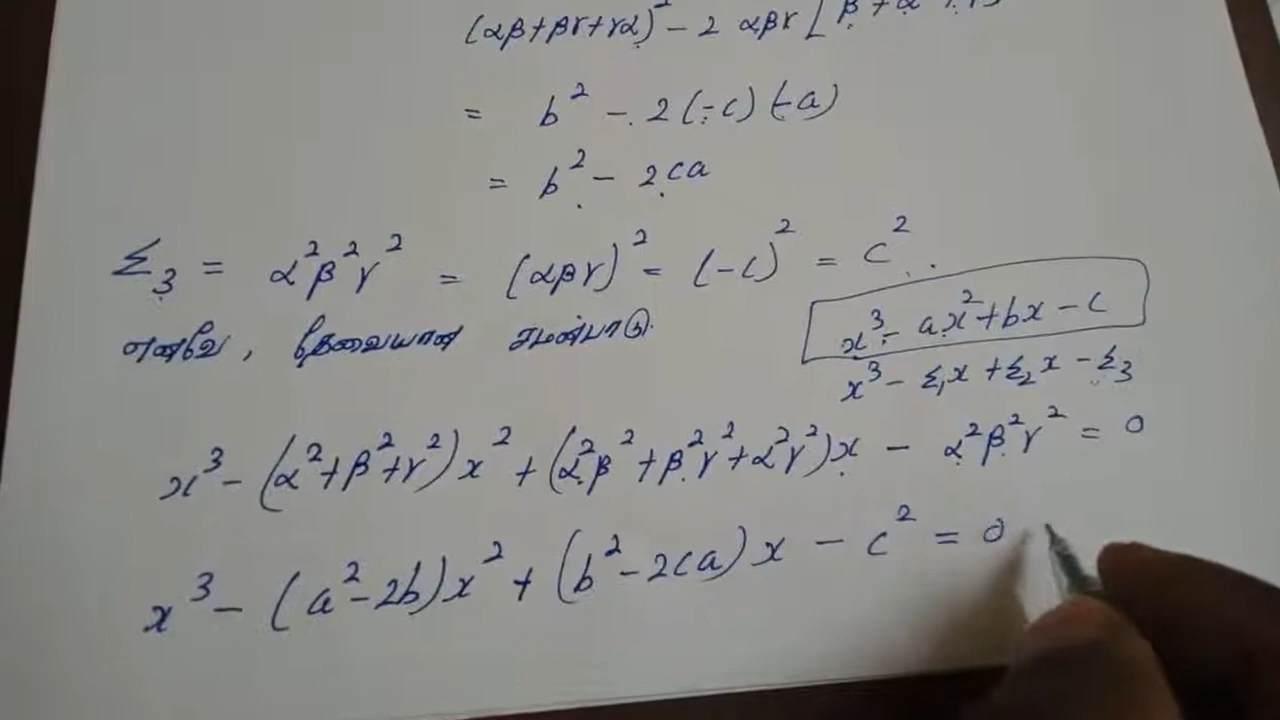 (αβ+βγ+γα)² − 2 αβγ [β + α
= b² − 2(−c)(−a)
= b² − 2ca
Σ₃ = α²β²γ² = (αβγ)² = (−c)² = c².
எனவே, தேவையான சமன்பாடு.
x³ − ax² + bx − c
x³ − Σ₁x + Σ₂x − Σ₃
x³ − (α²+β²+γ²)x² + (α²β²+β²γ²+α²γ²)x − α²β²γ² = 0
x³ − (a²−2b)x² + (b²−2ca)x − c² = 0